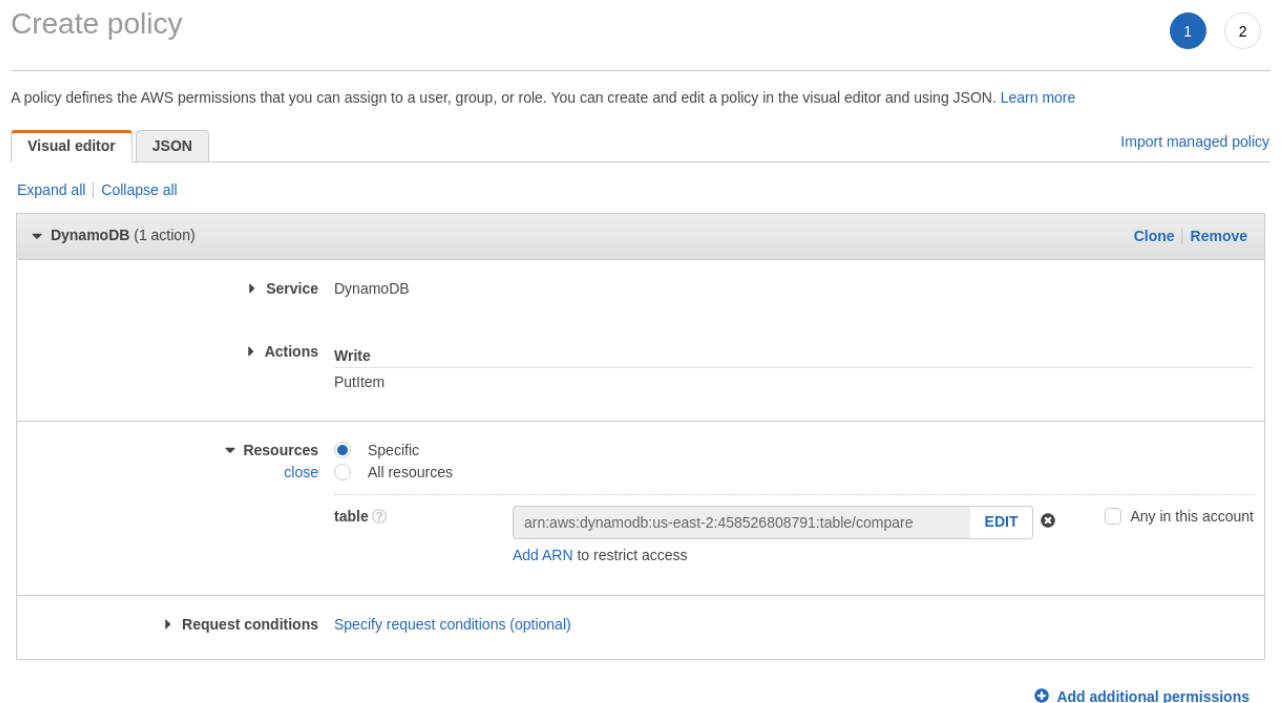 Create policy
1
2
A policy defines the AWS permissions that you can assign to a user, group, or role. You can create and edit a policy in the visual editor and using JSON. Learn more
Visual editor
JSON
Import managed policy
Expand all
Collapse all
DynamoDB (1 action)
Clone
Remove
Service
DynamoDB
Actions
Write
PutItem
Resources
Specific
close
All resources
table ?
arn:aws:dynamodb:us-east-2:458526808791:table/compare
EDIT
Any in this account
Add ARN to restrict access
Request conditions
Specify request conditions (optional)
Add additional permissions